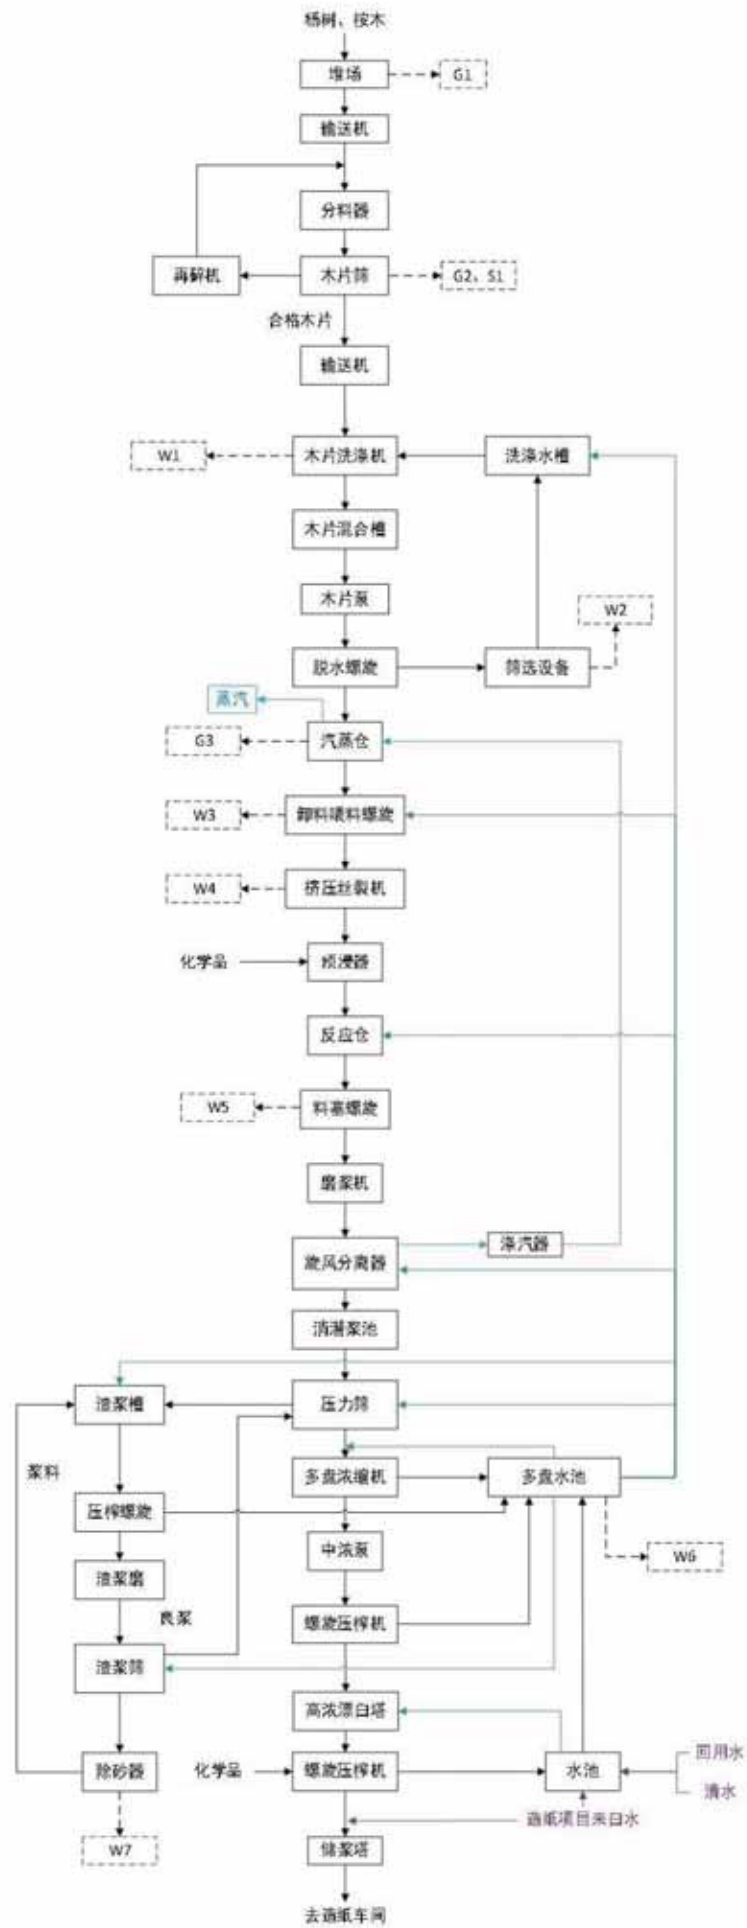 杨树、桉木
堆场
G1
输送机
分料器
再碎机
木片筛
G2、S1
合格木片
输送机
W1
木片洗涤机
洗涤水槽
木片混合槽
木片泵
W2
脱水螺旋
筛选设备
蒸汽
G3
汽蒸仓
W3
卸料喂料螺旋
W4
挤压丝裂机
化学品
预浸器
反应仓
W5
料塞螺旋
磨浆机
旋风分离器
涤汽器
消潜浆池
渣浆槽
压力筛
浆料
多盘浓缩机
多盘水池
压榨螺旋
中浓泵
W6
渣浆磨
良浆
螺旋压榨机
渣浆筛
高浓漂白塔
回用水
除砂器
化学品
螺旋压榨机
水池
清水
造纸项目来白水
W7
储浆塔
去造纸车间